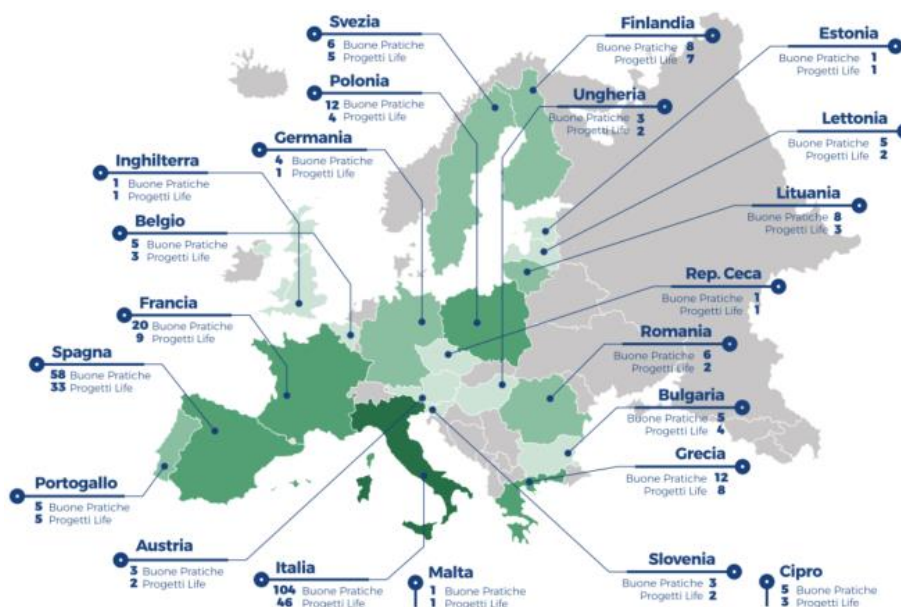 Svezia
6 Buone Pratiche
5 Progetti Life
Finlandia
Buone Pratiche 8
Progetti Life 7
Estonia
Buone Pratiche 1
Progetti Life 1
Polonia
12 Buone Pratiche
4 Progetti Life
Ungheria
Buone Pratiche 3
Progetti Life 2
Lettonia
Buone Pratiche 5
Progetti Life 2
Germania
4 Buone Pratiche
1 Progetti Life
Inghilterra
1 Buone Pratiche
1 Progetti Life
Lituania
Buone Pratiche 8
Progetti Life 3
Belgio
5 Buone Pratiche
3 Progetti Life
Rep. Ceca
Buone Pratiche 1
Progetti Life 1
Francia
20 Buone Pratiche
9 Progetti Life
Romania
Buone Pratiche 6
Progetti Life 2
Spagna
58 Buone Pratiche
33 Progetti Life
Bulgaria
Buone Pratiche 5
Progetti Life 4
Grecia
Buone Pratiche 12
Progetti Life 8
Portogallo
5 Buone Pratiche
5 Progetti Life
Austria
3 Buone Pratiche
2 Progetti Life
Italia
104 Buone Pratiche
46 Progetti Life
Malta
1 Buone Pratiche
1 Progetti Life
Slovenia
Buone Pratiche 3
Progetti Life 2
Cipro
5 Buone Pratiche
3 Progetti Life